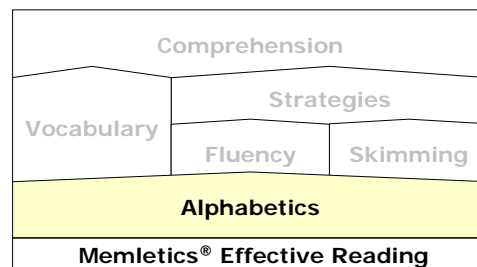 Comprehension
Strategies
Vocabulary
Fluency
Skimming
Alphabetics
Memletics® Effective Reading